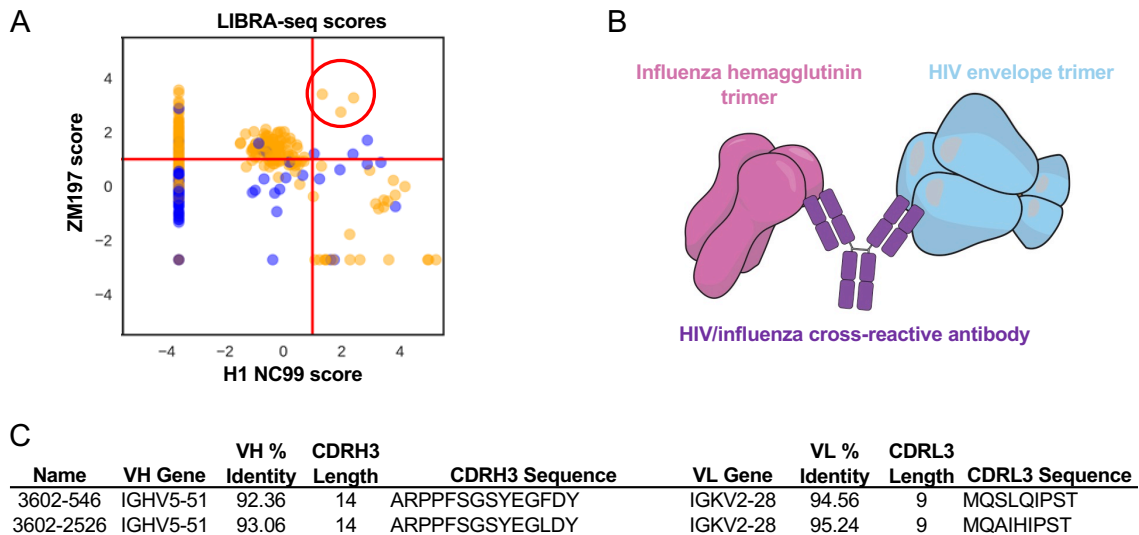 A
LIBRA-seq scores
ZM197 score
4
2
0
−2
−4
−4 −2 0 2 4
H1 NC99 score
B
Influenza hemagglutinin
trimer
HIV envelope trimer
HIV/influenza cross-reactive antibody
C
Name VH Gene VH % Identity CDRH3 Length CDRH3 Sequence VL Gene VL % Identity CDRL3 Length CDRL3 Sequence
3602-546 IGHV5-51 92.36 14 ARPPFSGSYEGFDY IGKV2-28 94.56 9 MQSLQIPST
3602-2526 IGHV5-51 93.06 14 ARPPFSGSYEGLDY IGKV2-28 95.24 9 MQAIHIPST